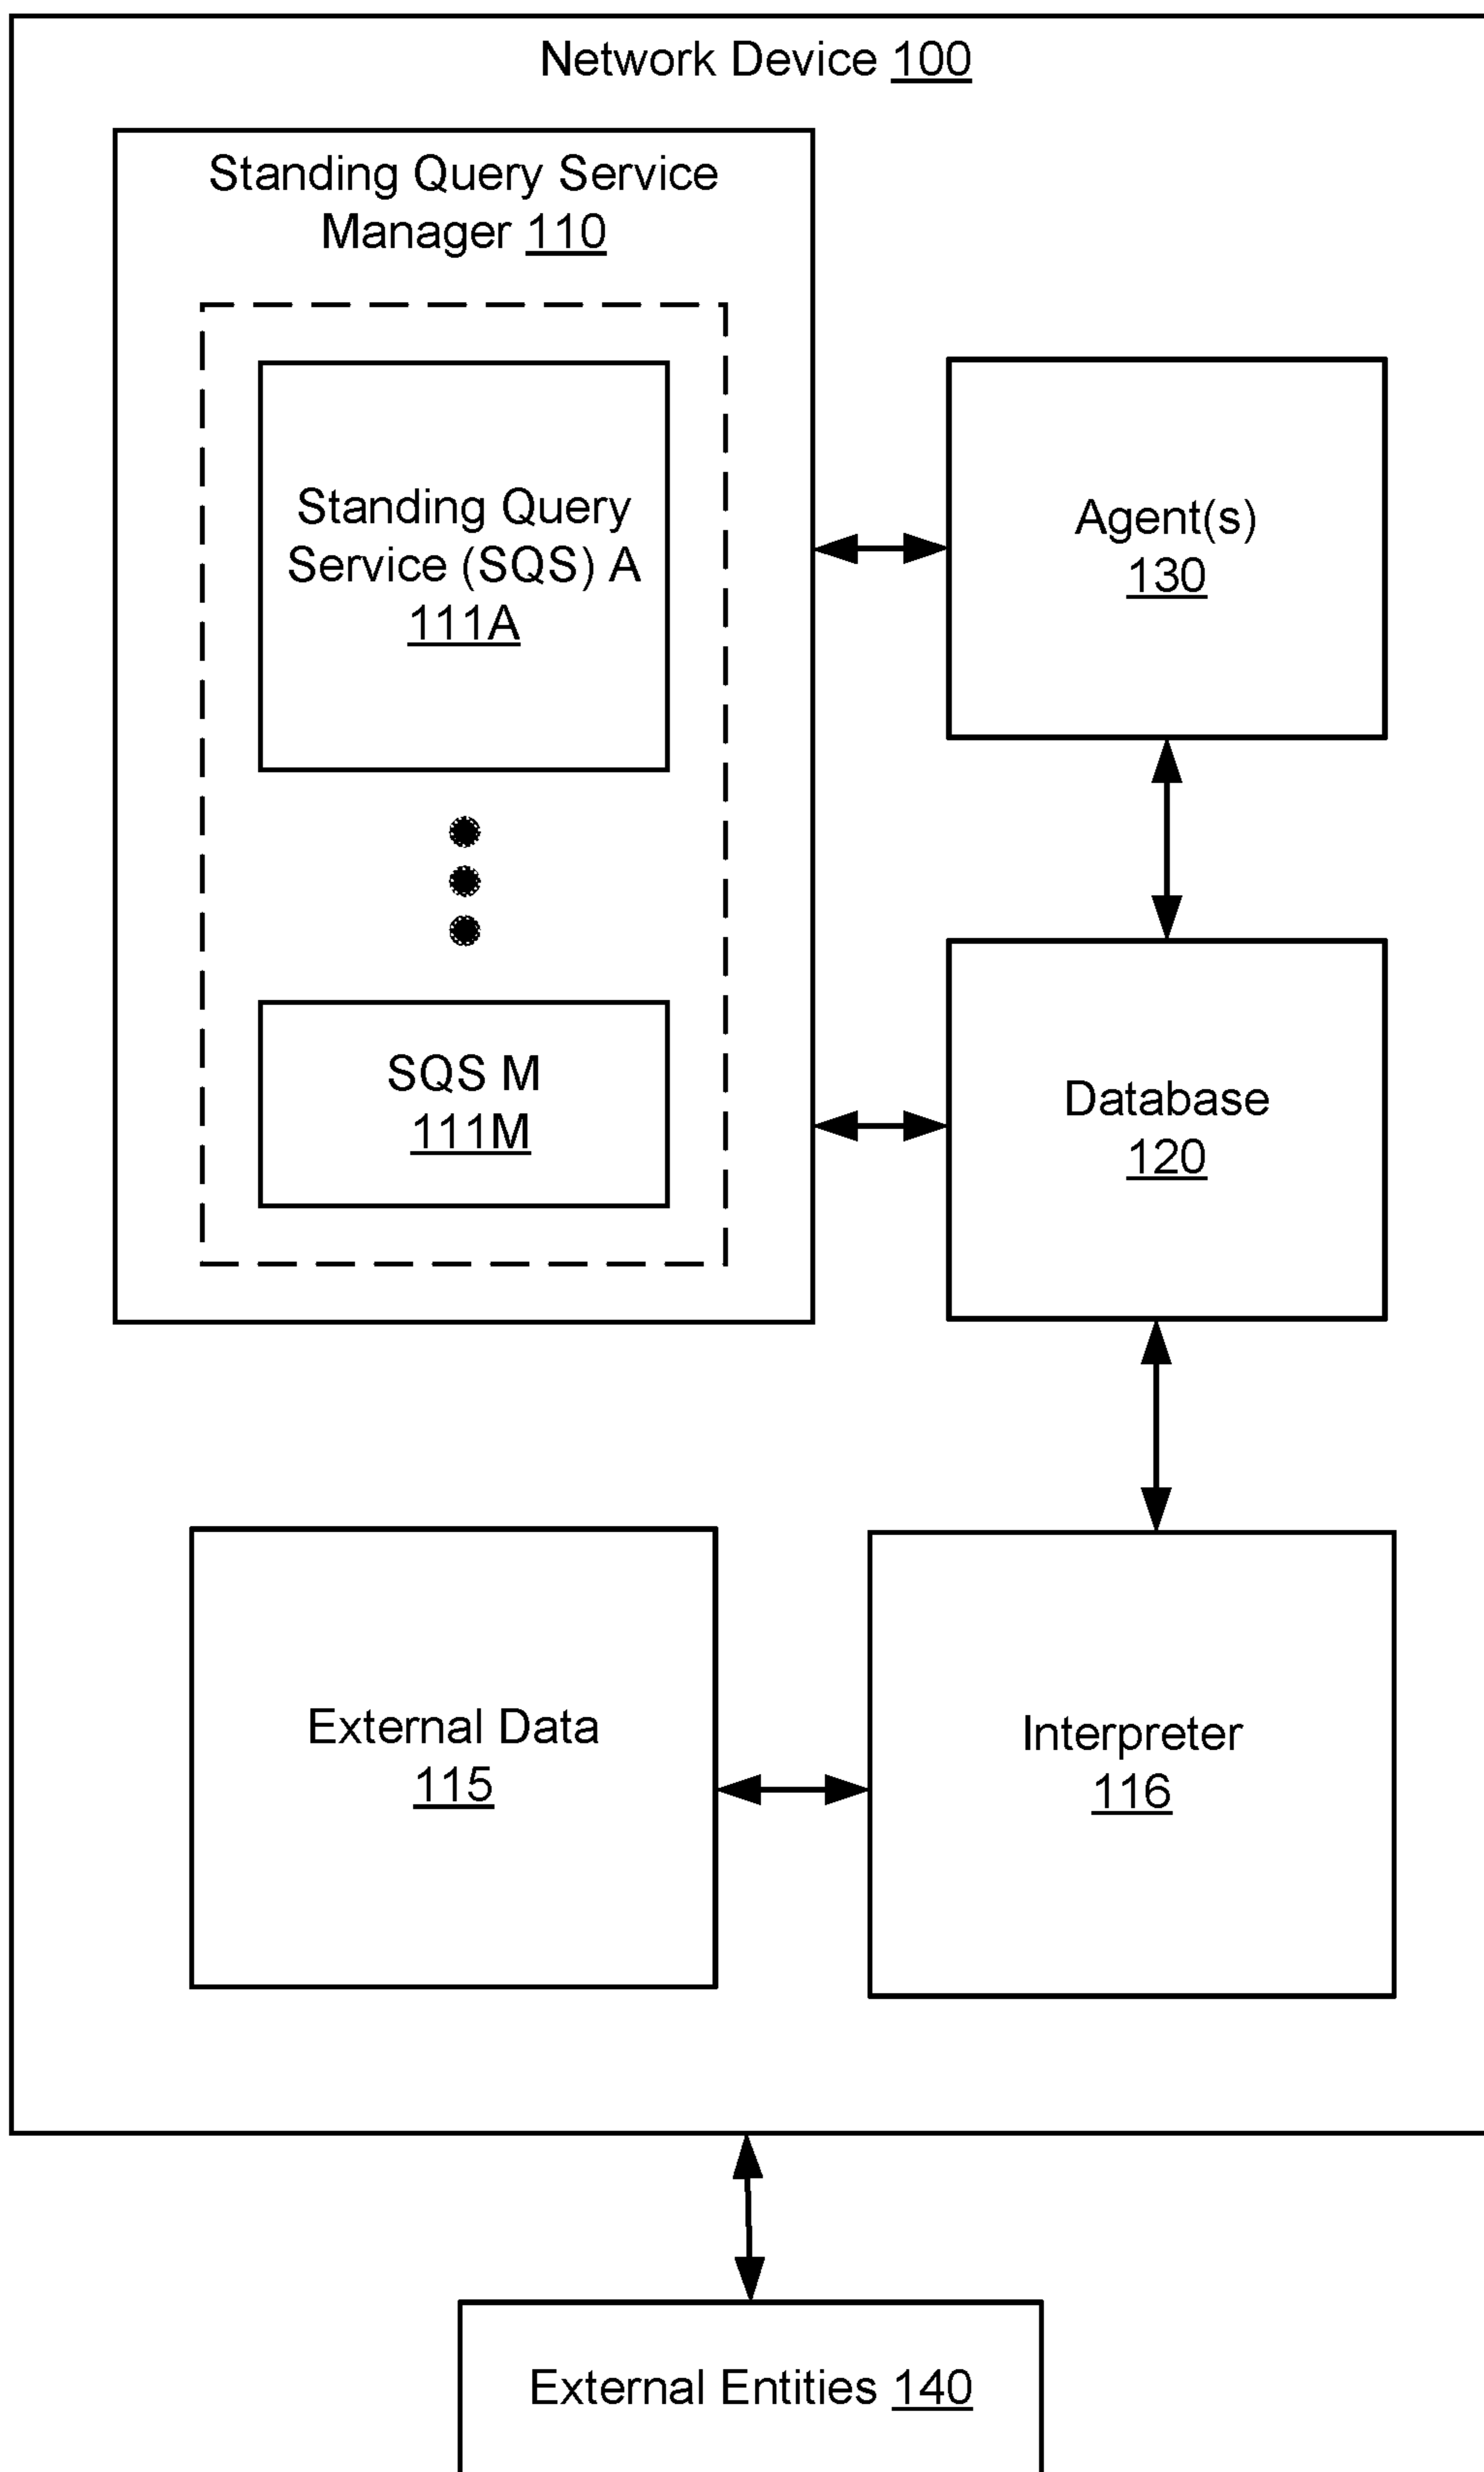 Network Device 100
Standing Query Service
Manager 110
Standing Query
Service (SQS) A
111A
Agent(s)
130
SQS M
111M
Database
120
External Data
115
Interpreter
116
External Entities 140